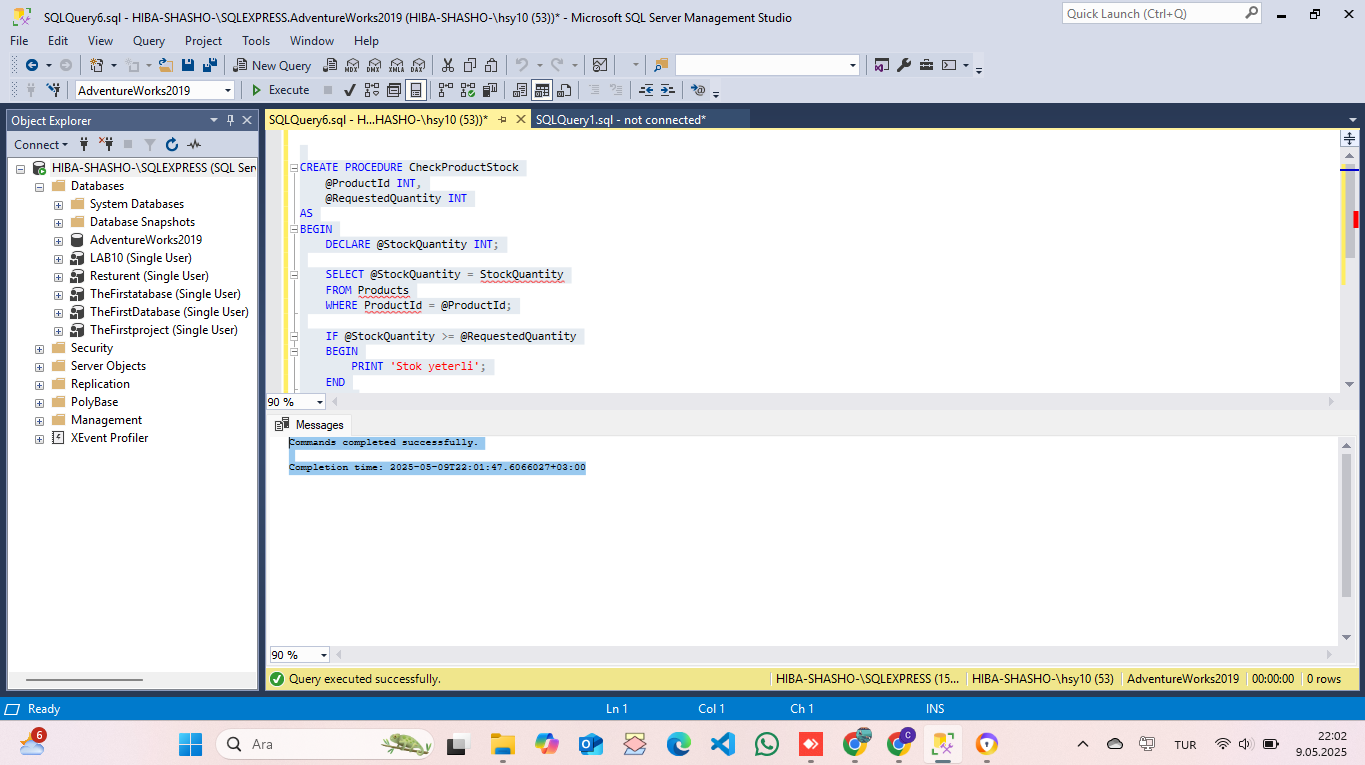 SQLQuery6.sql - HIBA-SHASHO-\SQLEXPRESS.AdventureWorks2019 (HIBA-SHASHO-\hsy10 (53))* - Microsoft SQL Server Management Studio
Quick Launch (Ctrl+Q)
File Edit View Query Project Tools Window Help
New Query MDX DMX XMLA DAX
AdventureWorks2019 Execute
Object Explorer
SQLQuery6.sql - H...HASHO-\hsy10 (53))* SQLQuery1.sql - not connected*
Connect
HIBA-SHASHO-\SQLEXPRESS (SQL Ser
Databases
System Databases
Database Snapshots
AdventureWorks2019
LAB10 (Single User)
Resturent (Single User)
TheFirstatabase (Single User)
TheFirstDatabase (Single User)
TheFirstproject (Single User)
Security
Server Objects
Replication
PolyBase
Management
XEvent Profiler
CREATE PROCEDURE CheckProductStock
@ProductId INT,
@RequestedQuantity INT
AS
BEGIN
DECLARE @StockQuantity INT;
SELECT @StockQuantity = StockQuantity
FROM Products
WHERE ProductId = @ProductId;
IF @StockQuantity >= @RequestedQuantity
BEGIN
PRINT 'Stok yeterli';
END
90 %
Messages
Commands completed successfully.
Completion time: 2025-05-09T22:01:47.6066027+03:00
90 %
Query executed successfully. HIBA-SHASHO-\SQLEXPRESS (15... HIBA-SHASHO-\hsy10 (53) AdventureWorks2019 00:00:00 0 rows
Ready Ln 1 Col 1 Ch 1 INS
6 Ara C TUR 22:02
9.05.2025